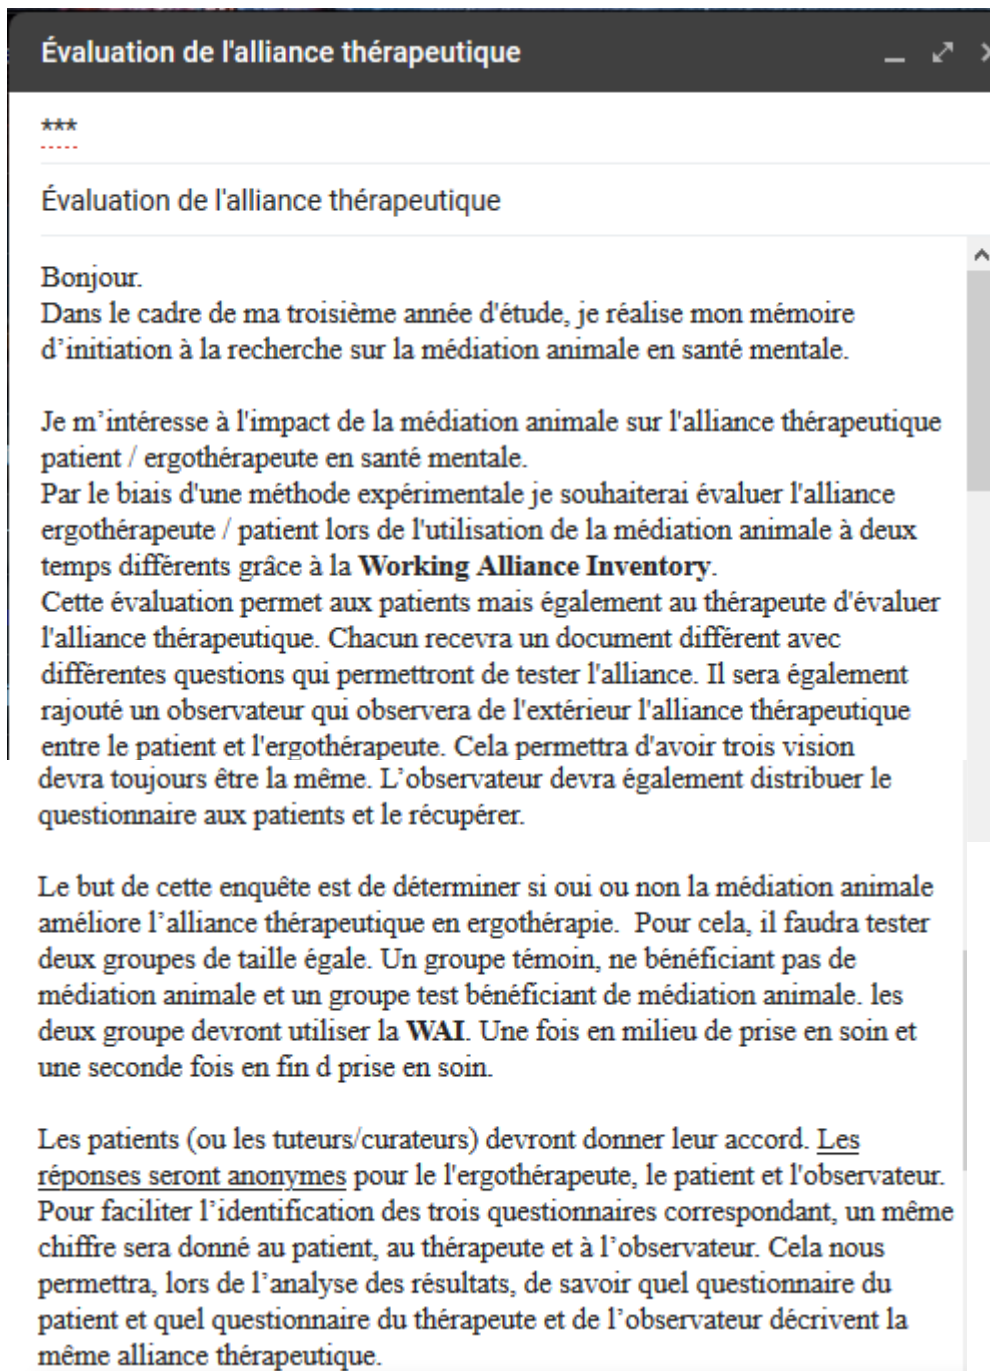 Évaluation de l'alliance thérapeutique
***
Évaluation de l'alliance thérapeutique
Bonjour.
Dans le cadre de ma troisième année d'étude, je réalise mon mémoire
d’initiation à la recherche sur la médiation animale en santé mentale.
Je m’intéresse à l'impact de la médiation animale sur l'alliance thérapeutique
patient / ergothérapeute en santé mentale.
Par le biais d'une méthode expérimentale je souhaiterai évaluer l'alliance
ergothérapeute / patient lors de l'utilisation de la médiation animale à deux
temps différents grâce à la Working Alliance Inventory.
Cette évaluation permet aux patients mais également au thérapeute d'évaluer
l'alliance thérapeutique. Chacun recevra un document différent avec
différentes questions qui permettront de tester l'alliance. Il sera également
rajouté un observateur qui observera de l'extérieur l'alliance thérapeutique
entre le patient et l'ergothérapeute. Cela permettra d'avoir trois vision
devra toujours être la même. L’observateur devra également distribuer le
questionnaire aux patients et le récupérer.
Le but de cette enquête est de déterminer si oui ou non la médiation animale
améliore l’alliance thérapeutique en ergothérapie.  Pour cela, il faudra tester
deux groupes de taille égale. Un groupe témoin, ne bénéficiant pas de
médiation animale et un groupe test bénéficiant de médiation animale. les
deux groupe devront utiliser la WAI. Une fois en milieu de prise en soin et
une seconde fois en fin d prise en soin.
Les patients (ou les tuteurs/curateurs) devront donner leur accord. Les
réponses seront anonymes pour le l'ergothérapeute, le patient et l'observateur.
Pour faciliter l’identification des trois questionnaires correspondant, un même
chiffre sera donné au patient, au thérapeute et à l’observateur. Cela nous
permettra, lors de l’analyse des résultats, de savoir quel questionnaire du
patient et quel questionnaire du thérapeute et de l’observateur décrivent la
même alliance thérapeutique.